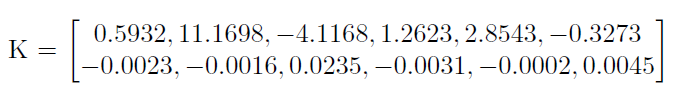 K = [0.5932, 11.1698, −4.1168, 1.2623, 2.8543, −0.3273
−0.0023, −0.0016, 0.0235, −0.0031, −0.0002, 0.0045]